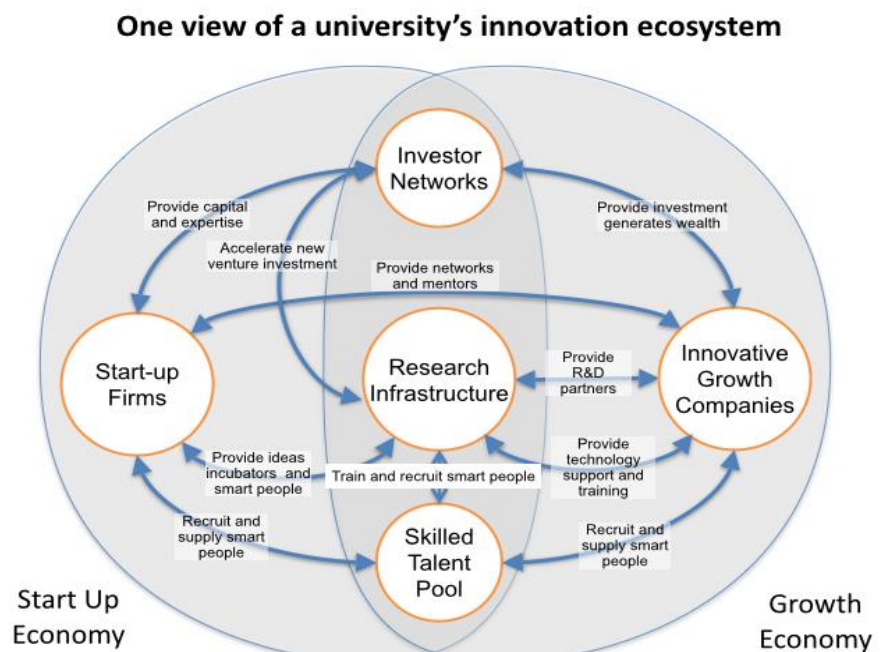 One view of a university's innovation ecosystem
Investor
Networks
Provide capital
and expertise
Provide investment
generates wealth
Accelerate new
venture investment
Provide networks
and mentors
Start-up
Firms
Research
Infrastructure
Provide
R&D
partners
Innovative
Growth
Companies
Provide ideas
incubators and
smart people
Train and recruit smart people
Provide
technology
support and
training
Recruit and
supply smart
people
Skilled
Talent
Pool
Recruit and
supply smart
people
Start Up
Economy
Growth
Economy